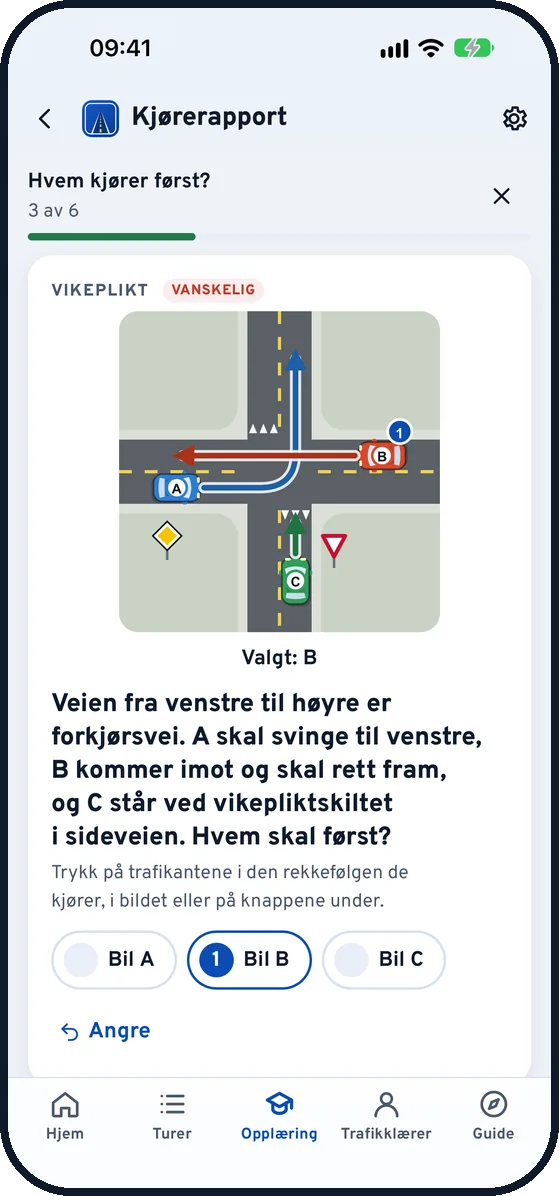 09:41
Kjørerapport
Hvem kjører først?
3 av 6
VIKEPLIKT VANSKELIG
1
B
A
C
Valgt: B
Veien fra venstre til høyre er
forkjørsvei. A skal svinge til venstre,
B kommer imot og skal rett fram,
og C står ved vikepliktskiltet
i sideveien. Hvem skal først?
Trykk på trafikantene i den rekkefølgen de
kjører, i bildet eller på knappene under.
Bil A 1 Bil B Bil C
Angre
Hjem Turer Opplæring Trafikklærer Guide